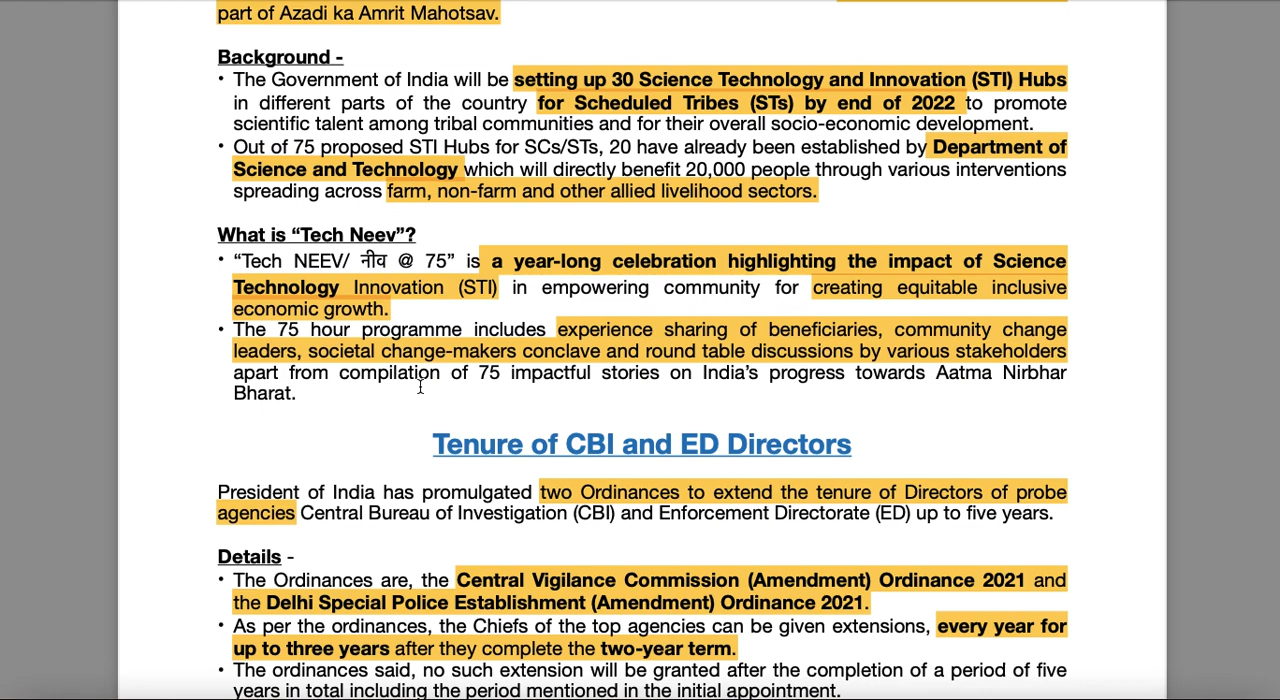 part of Azadi ka Amrit Mahotsav.
Background -
• The Government of India will be setting up 30 Science Technology and Innovation (STI) Hubs
in different parts of the country for Scheduled Tribes (STs) by end of 2022 to promote
scientific talent among tribal communities and for their overall socio-economic development.
• Out of 75 proposed STI Hubs for SCs/STs, 20 have already been established by Department of
Science and Technology which will directly benefit 20,000 people through various interventions
spreading across farm, non-farm and other allied livelihood sectors.
What is “Tech Neev”?
• “Tech NEEV/ नीव @ 75” is a year-long celebration highlighting the impact of Science
Technology Innovation (STI) in empowering community for creating equitable inclusive
economic growth.
• The 75 hour programme includes experience sharing of beneficiaries, community change
leaders, societal change-makers conclave and round table discussions by various stakeholders
apart from compilation of 75 impactful stories on India’s progress towards Aatma Nirbhar
Bharat.
Tenure of CBI and ED Directors
President of India has promulgated two Ordinances to extend the tenure of Directors of probe
agencies Central Bureau of Investigation (CBI) and Enforcement Directorate (ED) up to five years.
Details -
• The Ordinances are, the Central Vigilance Commission (Amendment) Ordinance 2021 and
the Delhi Special Police Establishment (Amendment) Ordinance 2021.
• As per the ordinances, the Chiefs of the top agencies can be given extensions, every year for
up to three years after they complete the two-year term.
• The ordinances said, no such extension will be granted after the completion of a period of five
years in total including the period mentioned in the initial appointment.